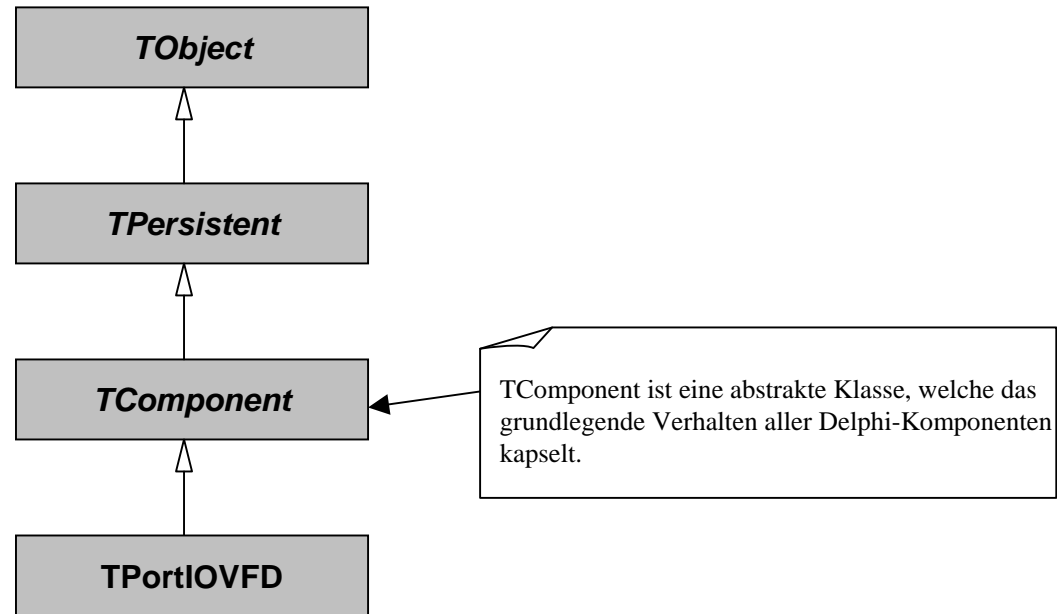 TObject
TPersistent
TComponent
TComponent ist eine abstrakte Klasse, welche das
grundlegende Verhalten aller Delphi-Komponenten
kapselt.
TPortIOVFD